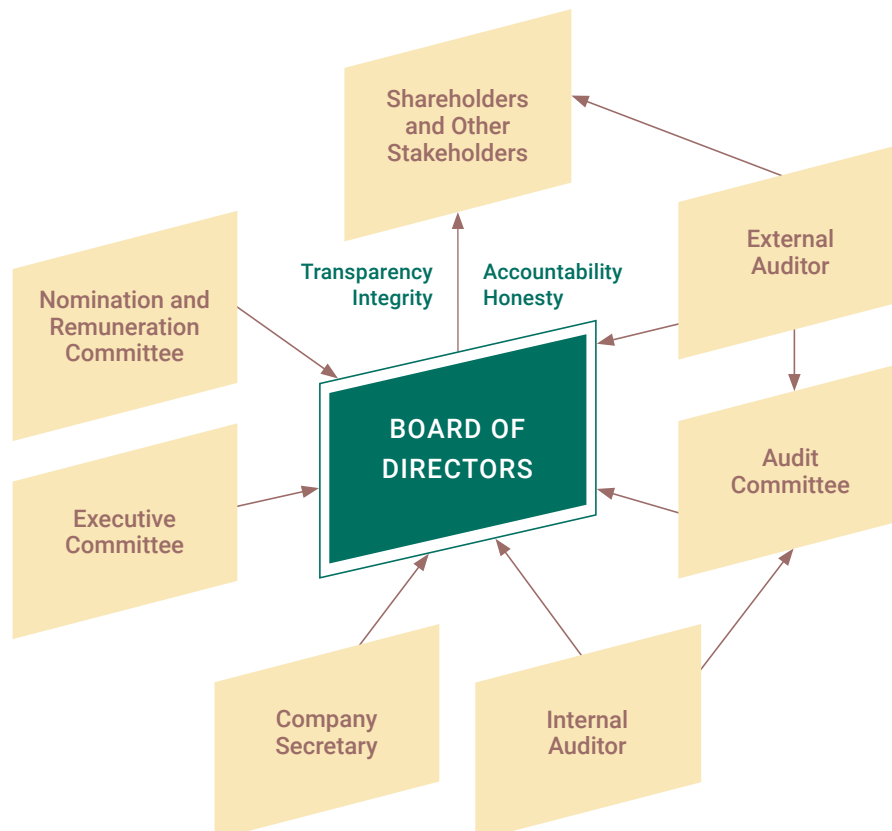 Shareholders
and Other
Stakeholders
External
Auditor
Transparency
Integrity
Accountability
Honesty
Nomination and
Remuneration
Committee
BOARD OF
DIRECTORS
Audit
Committee
Executive
Committee
Company
Secretary
Internal
Auditor